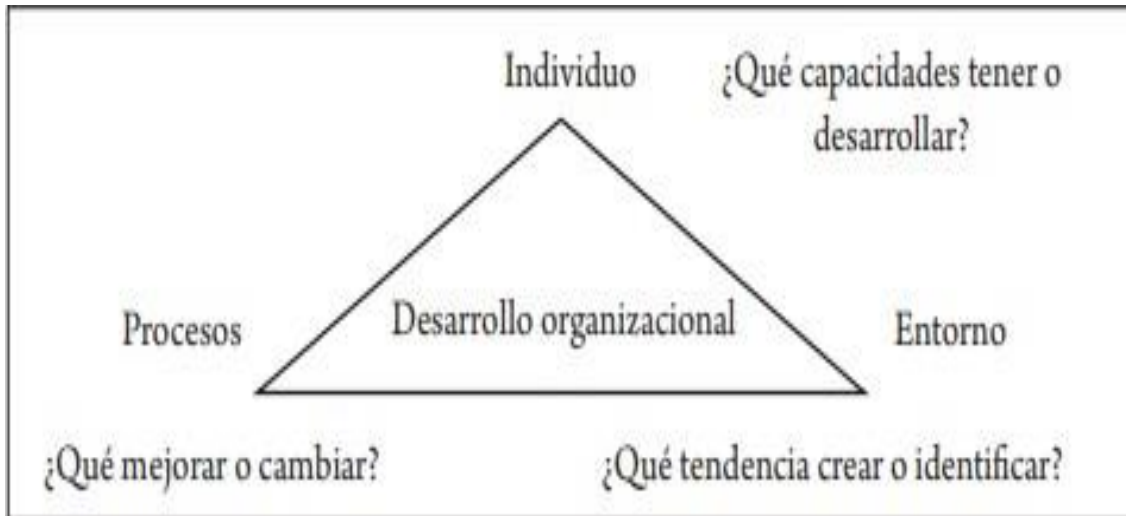 Individuo
¿Qué capacidades tener o
desarrollar?
Procesos
Desarrollo organizacional
Entorno
¿Qué mejorar o cambiar?
¿Qué tendencia crear o identificar?